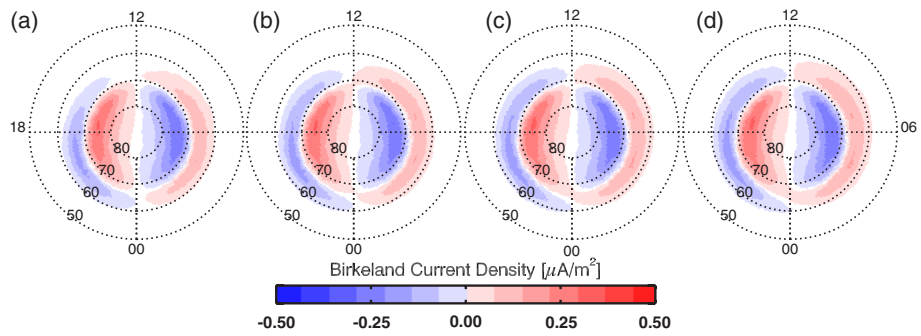 (a) 12 (b) 12 (c) 12 (d) 12
18 06
80 80 80 80
70 70 70 70
60 60 60 60
50 50 50 50
00 00 00 00
Birkeland Current Density [μA/m²]
-0.50 -0.25 0.00 0.25 0.50